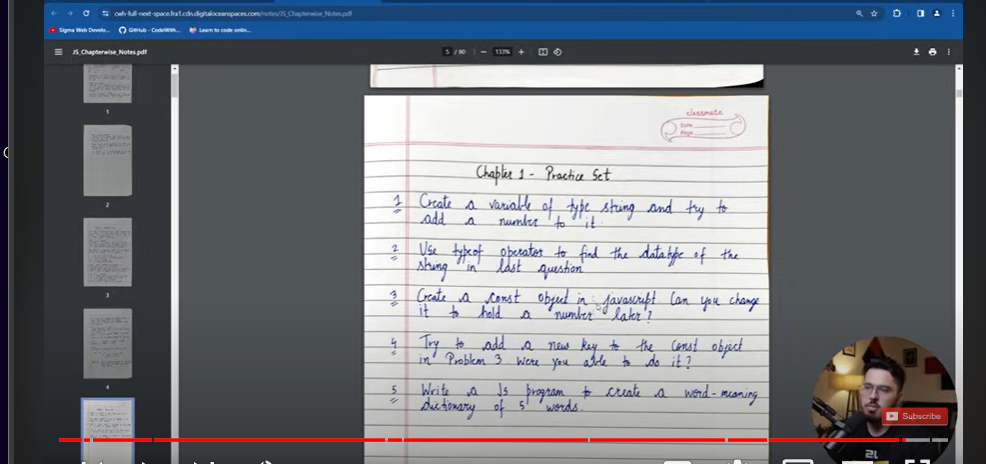 cwh-full-next-space.fra1.cdn.digitaloceanspaces.com/notes/JS_Chapterwise_Notes.pdf
Sigma Web Develo... GitHub - CodeWith... Learn to code onlin...
JS_Chapterwise_Notes.pdf 5 / 80 133%
1
2
3
4
classmate
Date
Page
Chapter 1 - Practice Set
1 Create a variable of type string and try to
add a number to it.
2 Use typeof operator to find the datatype of the
string in last question
3 Create a const object in javascript. Can you change
it to hold a number later?
4 Try to add a new key to the const object
in Problem 3 Were you able to do it?
5 Write a JS program to create a word-meaning
dictionary of 5 words.
Subscribe